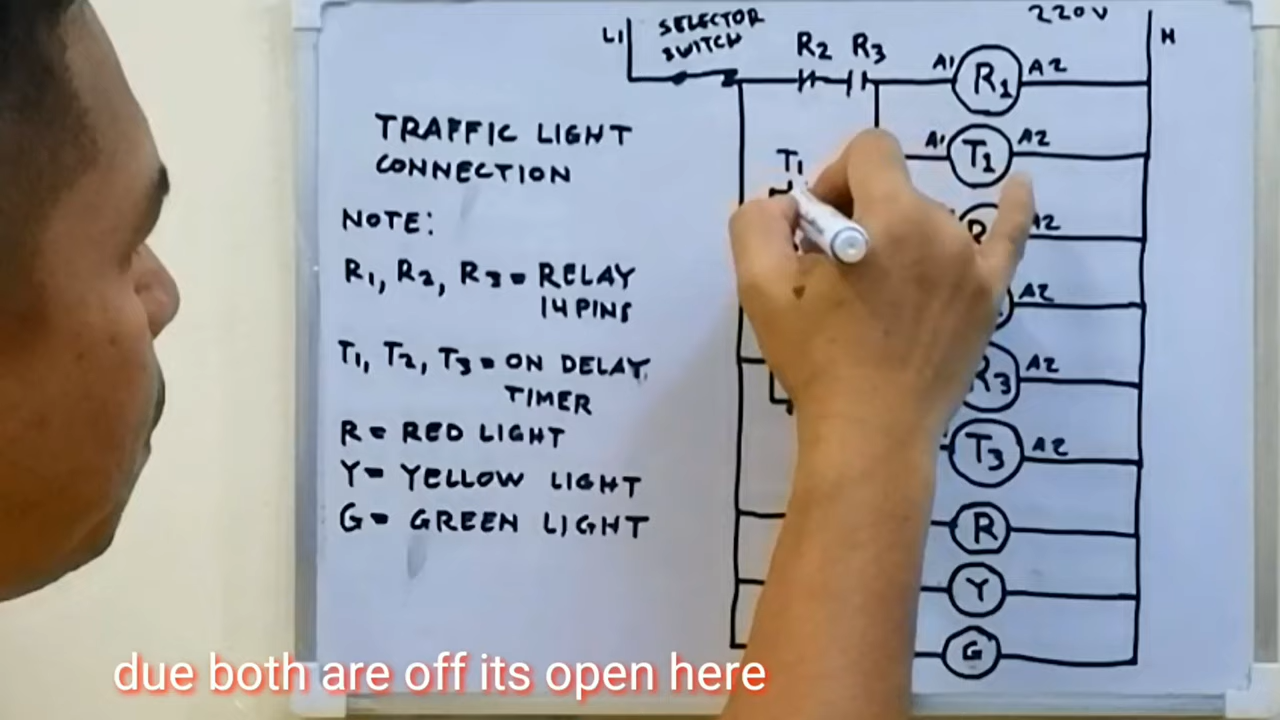 L1
SELECTOR
SWITCH
220V
N
R2 R3
A1 R1 A2
TRAFFIC LIGHT
CONNECTION
T1
A1 T1 A2
NOTE:
A2
R1, R2, R3 = RELAY
14 PINS
A2
T1, T2, T3 = ON DELAY
TIMER
R3 A2
R = RED LIGHT
T3 A2
Y = YELLOW LIGHT
G = GREEN LIGHT
R
Y
G
due both are off its open here